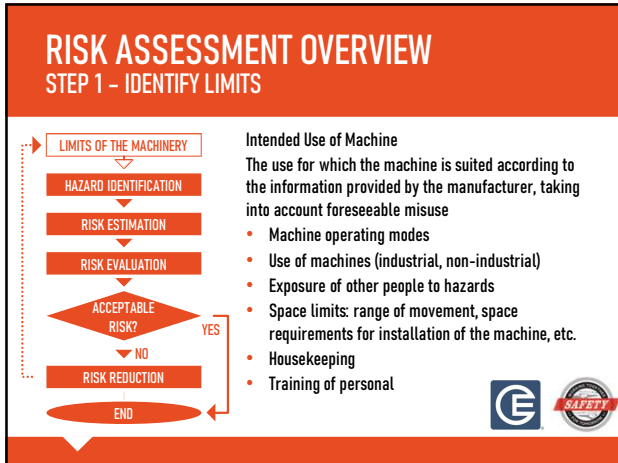 RISK ASSESSMENT OVERVIEW
STEP 1 – IDENTIFY LIMITS
LIMITS OF THE MACHINERY
HAZARD IDENTIFICATION
RISK ESTIMATION
RISK EVALUATION
ACCEPTABLE
RISK?
YES
NO
RISK REDUCTION
END
Intended Use of Machine
The use for which the machine is suited according to
the information provided by the manufacturer, taking
into account foreseeable misuse
• Machine operating modes
• Use of machines (industrial, non-industrial)
• Exposure of other people to hazards
• Space limits: range of movement, space
requirements for installation of the machine, etc.
• Housekeeping
• Training of personal
SAFETY